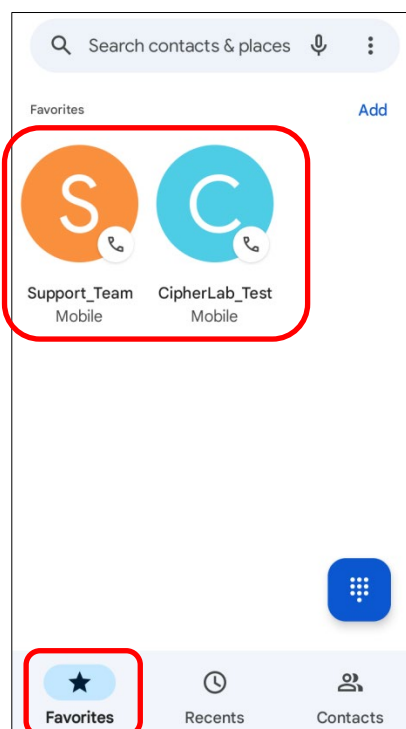 Search contacts & places
Favorites Add
S C
Support_Team CipherLab_Test
Mobile Mobile
Favorites Recents Contacts